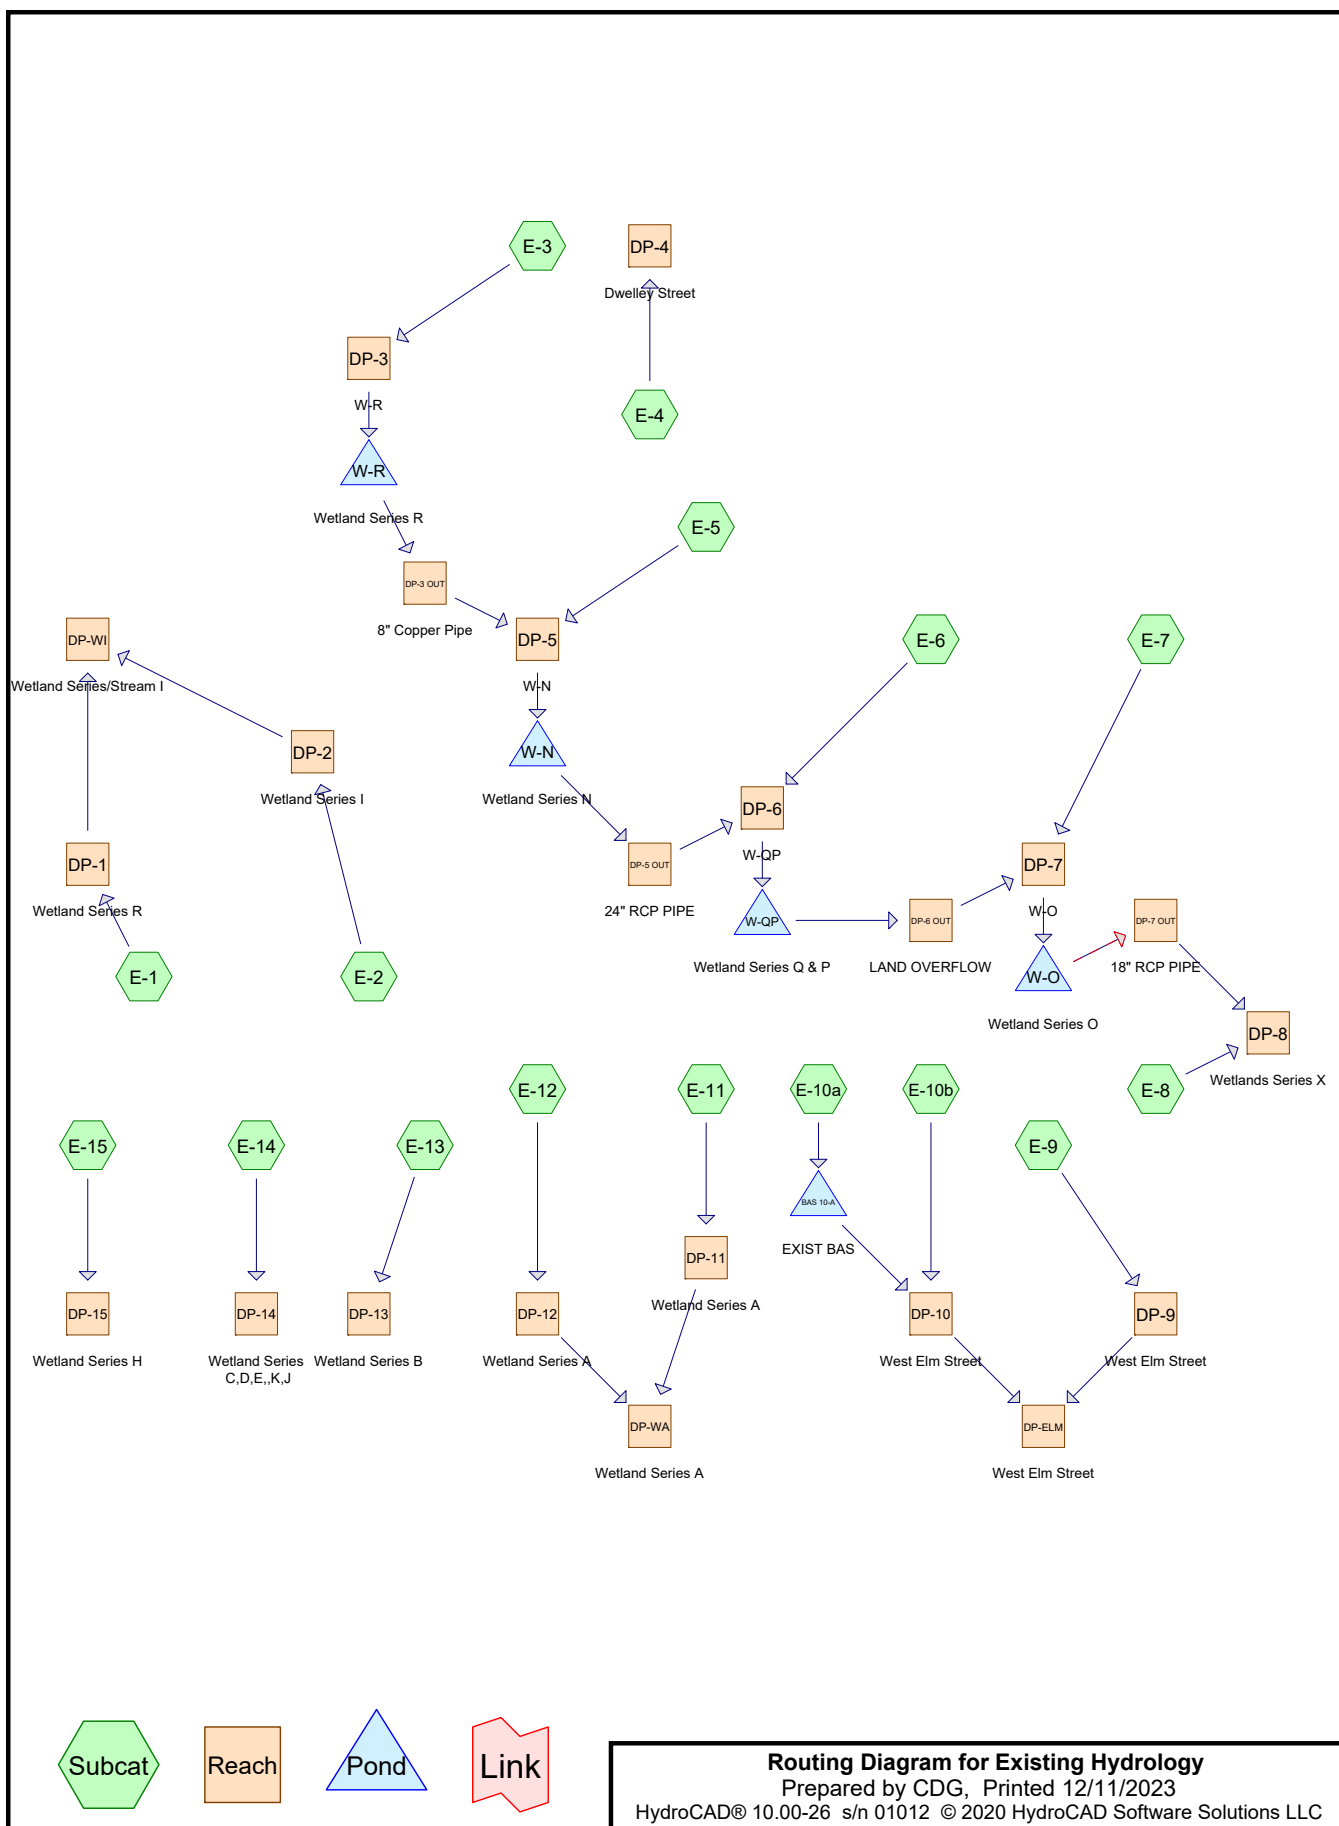 E-3
DP-4
Dwelley Street
DP-3
W-R
E-4
W-R
Wetland Series R
E-5
DP-3 OUT
8" Copper Pipe
DP-WI
Wetland Series/Stream I
DP-5
W-N
E-6
E-7
DP-2
Wetland Series I
W-N
Wetland Series N
DP-6
W-QP
DP-1
Wetland Series R
DP-5 OUT
24" RCP PIPE
DP-7
W-O
W-QP
Wetland Series Q & P
DP-6 OUT
LAND OVERFLOW
DP-7 OUT
18" RCP PIPE
E-1
E-2
W-O
Wetland Series O
DP-8
Wetlands Series X
E-12
E-11
E-10a
E-10b
E-8
E-15
E-14
E-13
E-9
BAS 10-A
EXIST BAS
DP-11
Wetland Series A
DP-15
Wetland Series H
DP-14
Wetland Series
C,D,E,,K,J
DP-13
Wetland Series B
DP-12
Wetland Series A
DP-10
West Elm Street
DP-9
West Elm Street
DP-WA
Wetland Series A
DP-ELM
West Elm Street
Subcat
Reach
Pond
Link
Routing Diagram for Existing Hydrology
Prepared by CDG, Printed 12/11/2023
HydroCAD® 10.00-26 s/n 01012 © 2020 HydroCAD Software Solutions LLC